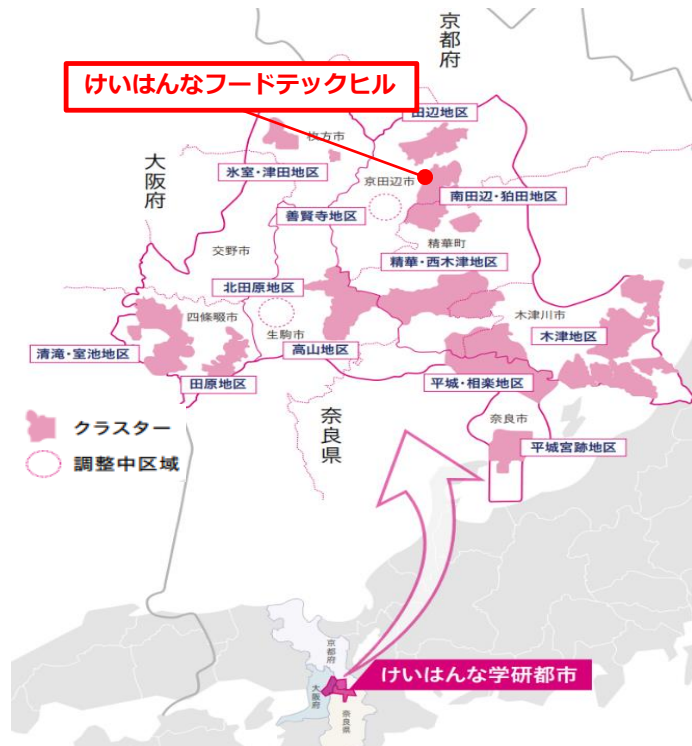 京都府
けいはんなフードテックヒル
田辺地区
枚方市
大阪府
氷室・津田地区
京田辺市
南田辺・狛田地区
善賢寺地区
精華町
交野市
精華・西木津地区
北田原地区
四條畷市
木津川市
木津地区
生駒市
清滝・室池地区
高山地区
田原地区
平城・相楽地区
奈良県
奈良市
クラスター
平城宮跡地区
調整中区域
京都府
けいはんな学研都市
大阪府
奈良県